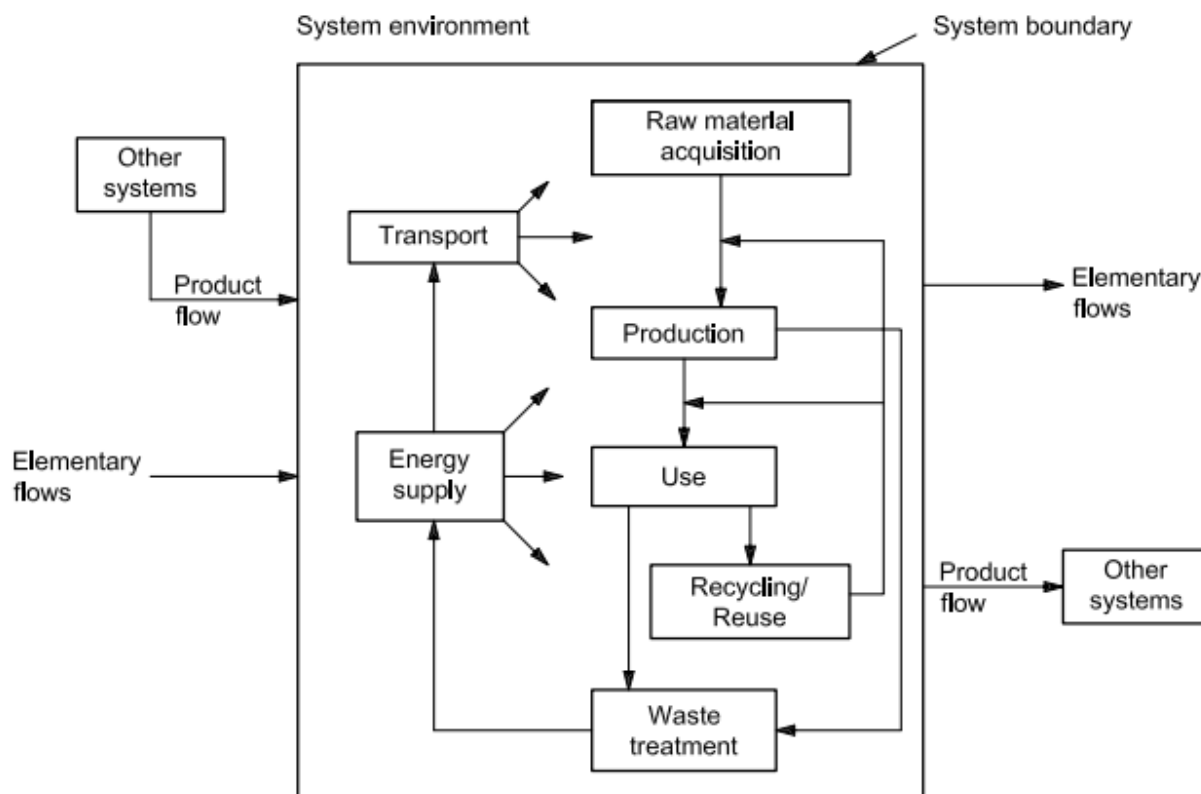 System environment
System boundary
Raw material
acquisition
Other
systems
Transport
Product
flow
Elementary
flows
Production
Elementary
flows
Energy
supply
Use
Recycling/
Reuse
Product
flow
Other
systems
Waste
treatment